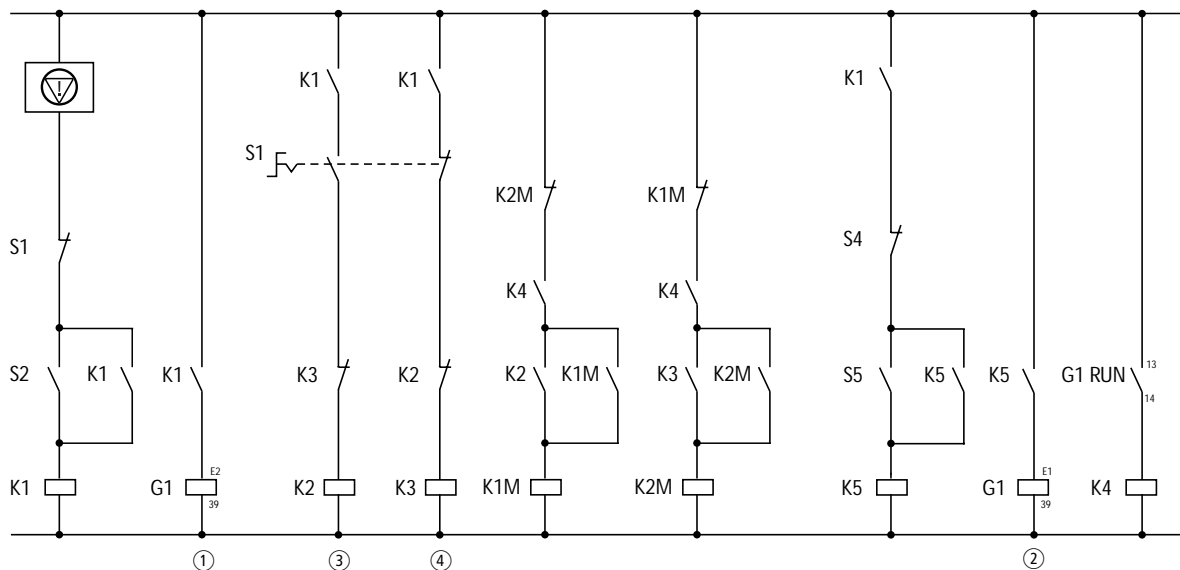 K1 K1 K1
S1
K2M K1M
S1 S4
K4 K4
S2 K1 K1 K3 K2 K2 K1M K3 K2M S5 K5 K5 G1 RUN 13
14
K1 G1 E2 39 K2 K3 K1M K2M K5 G1 E1 39 K4
① ③ ④ ②